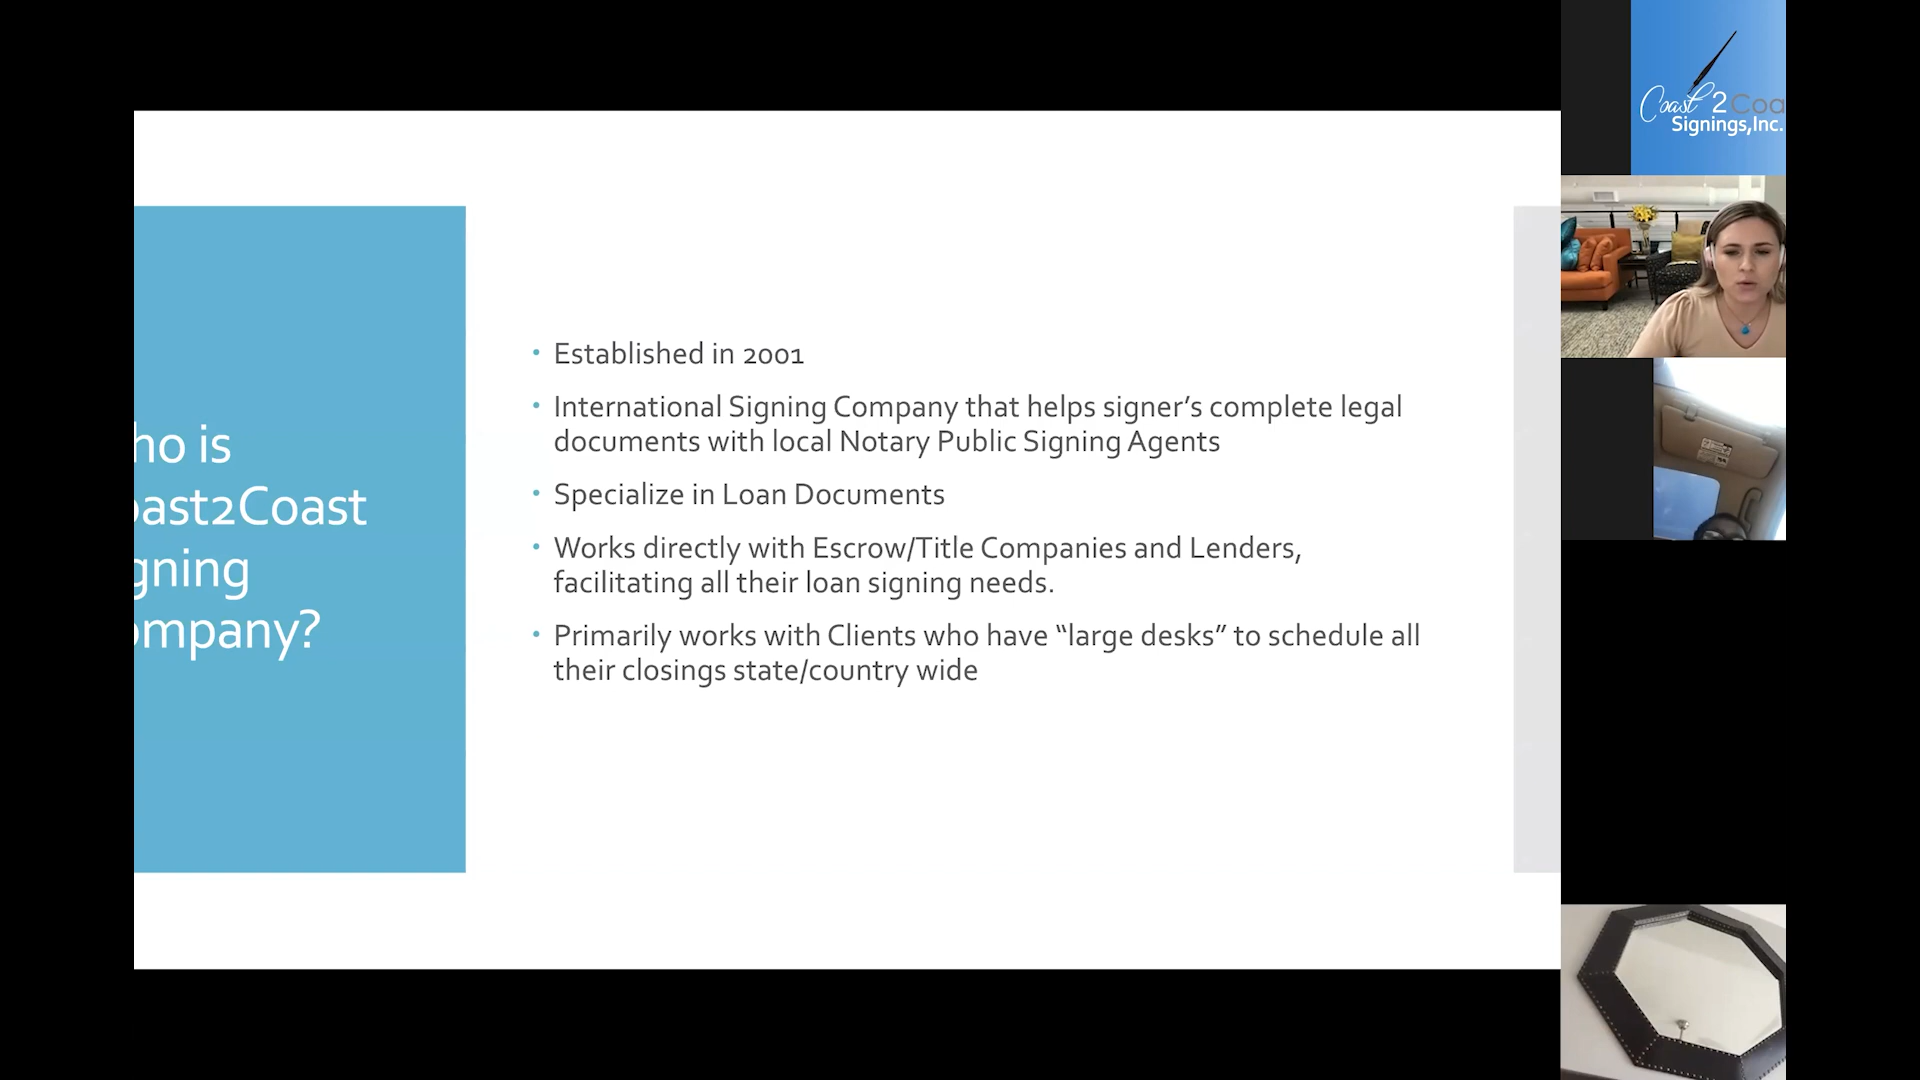 ho is
oast2Coast
gning
ompany?
• Established in 2001
• International Signing Company that helps signer’s complete legal
documents with local Notary Public Signing Agents
• Specialize in Loan Documents
• Works directly with Escrow/Title Companies and Lenders,
facilitating all their loan signing needs.
• Primarily works with Clients who have “large desks” to schedule all
their closings state/country wide
Coast 2 Coa
Signings,Inc.